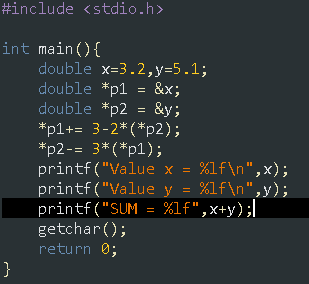 #include <stdio.h>
int main(){
double x=3.2,y=5.1;
double *p1 = &x;
double *p2 = &y;
*p1+= 3-2*(*p2);
*p2-= 3*(*p1);
printf("Value x = %lf\n",x);
printf("Value y = %lf\n",y);
printf("SUM = %lf",x+y);
getchar();
return 0;
}